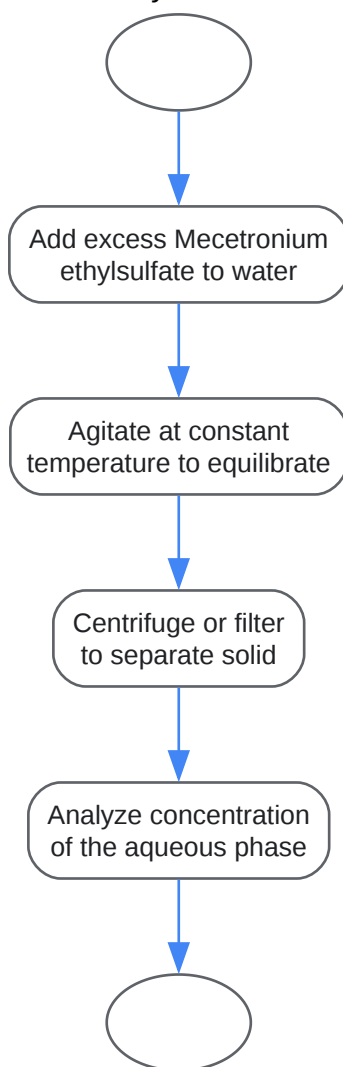 Add excess Mecetronium
ethylsulfate to water
Agitate at constant
temperature to equilibrate
Centrifuge or filter
to separate solid
Analyze concentration
of the aqueous phase